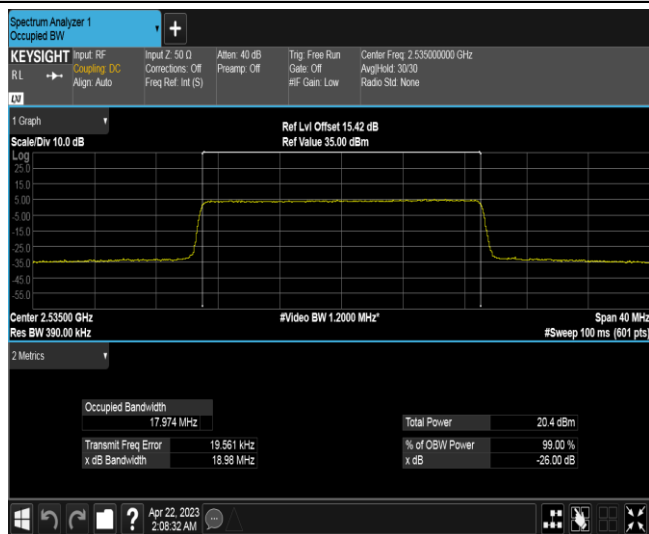 Spectrum Analyzer 1
Occupied BW
+
KEYSIGHT Input: RF Input Z: 50 Ω Atten: 40 dB Trig: Free Run Center Freq: 2.535000000 GHz
RL Coupling: DC Corrections: Off Preamp: Off Gate: Off Avg|Hold: 30/30
Align: Auto Freq Ref: Int (S) #IF Gain: Low Radio Std: None
LXI
1 Graph
Ref Lvl Offset 15.42 dB
Scale/Div 10.0 dB Ref Value 35.00 dBm
Log
25.0
15.0
5.00
-5.00
-15.0
-25.0
-35.0
-45.0
-55.0
Center 2.53500 GHz #Video BW 1.2000 MHz* Span 40 MHz
Res BW 390.00 kHz #Sweep 100 ms (601 pts)
2 Metrics
Occupied Bandwidth
17.974 MHz Total Power 20.4 dBm
Transmit Freq Error 19.561 kHz % of OBW Power 99.00 %
x dB Bandwidth 18.98 MHz x dB -26.00 dB
? Apr 22, 2023
2:08:32 AM